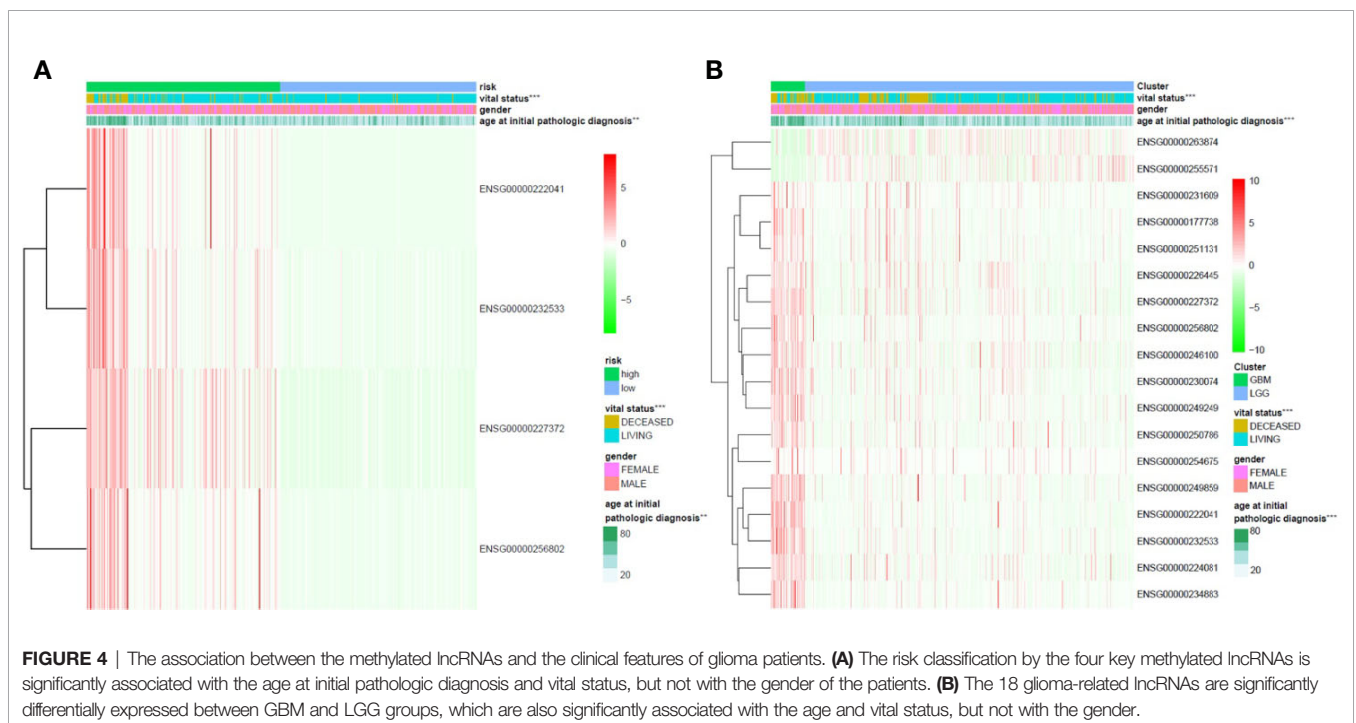 A
risk
vital status***
gender
age at initial pathologic diagnosis**
ENSG00000222041
ENSG00000232533
ENSG00000227372
ENSG00000256802
5
0
−5
risk
high
low
vital status***
DECEASED
LIVING
gender
FEMALE
MALE
age at initial
pathologic diagnosis**
80
20
B
Cluster
vital status***
gender
age at initial pathologic diagnosis***
ENSG00000263874
ENSG00000255571
ENSG00000231609
ENSG00000177738
ENSG00000251131
ENSG00000226445
ENSG00000227372
ENSG00000256802
ENSG00000246100
ENSG00000230074
ENSG00000249249
ENSG00000250786
ENSG00000254675
ENSG00000249859
ENSG00000222041
ENSG00000232533
ENSG00000224081
ENSG00000234883
10
5
0
−5
−10
Cluster
GBM
LGG
vital status***
DECEASED
LIVING
gender
FEMALE
MALE
age at initial
pathologic diagnosis***
80
20
FIGURE 4 | The association between the methylated lncRNAs and the clinical features of glioma patients. (A) The risk classification by the four key methylated lncRNAs is
significantly associated with the age at initial pathologic diagnosis and vital status, but not with the gender of the patients. (B) The 18 glioma-related lncRNAs are significantly
differentially expressed between GBM and LGG groups, which are also significantly associated with the age and vital status, but not with the gender.